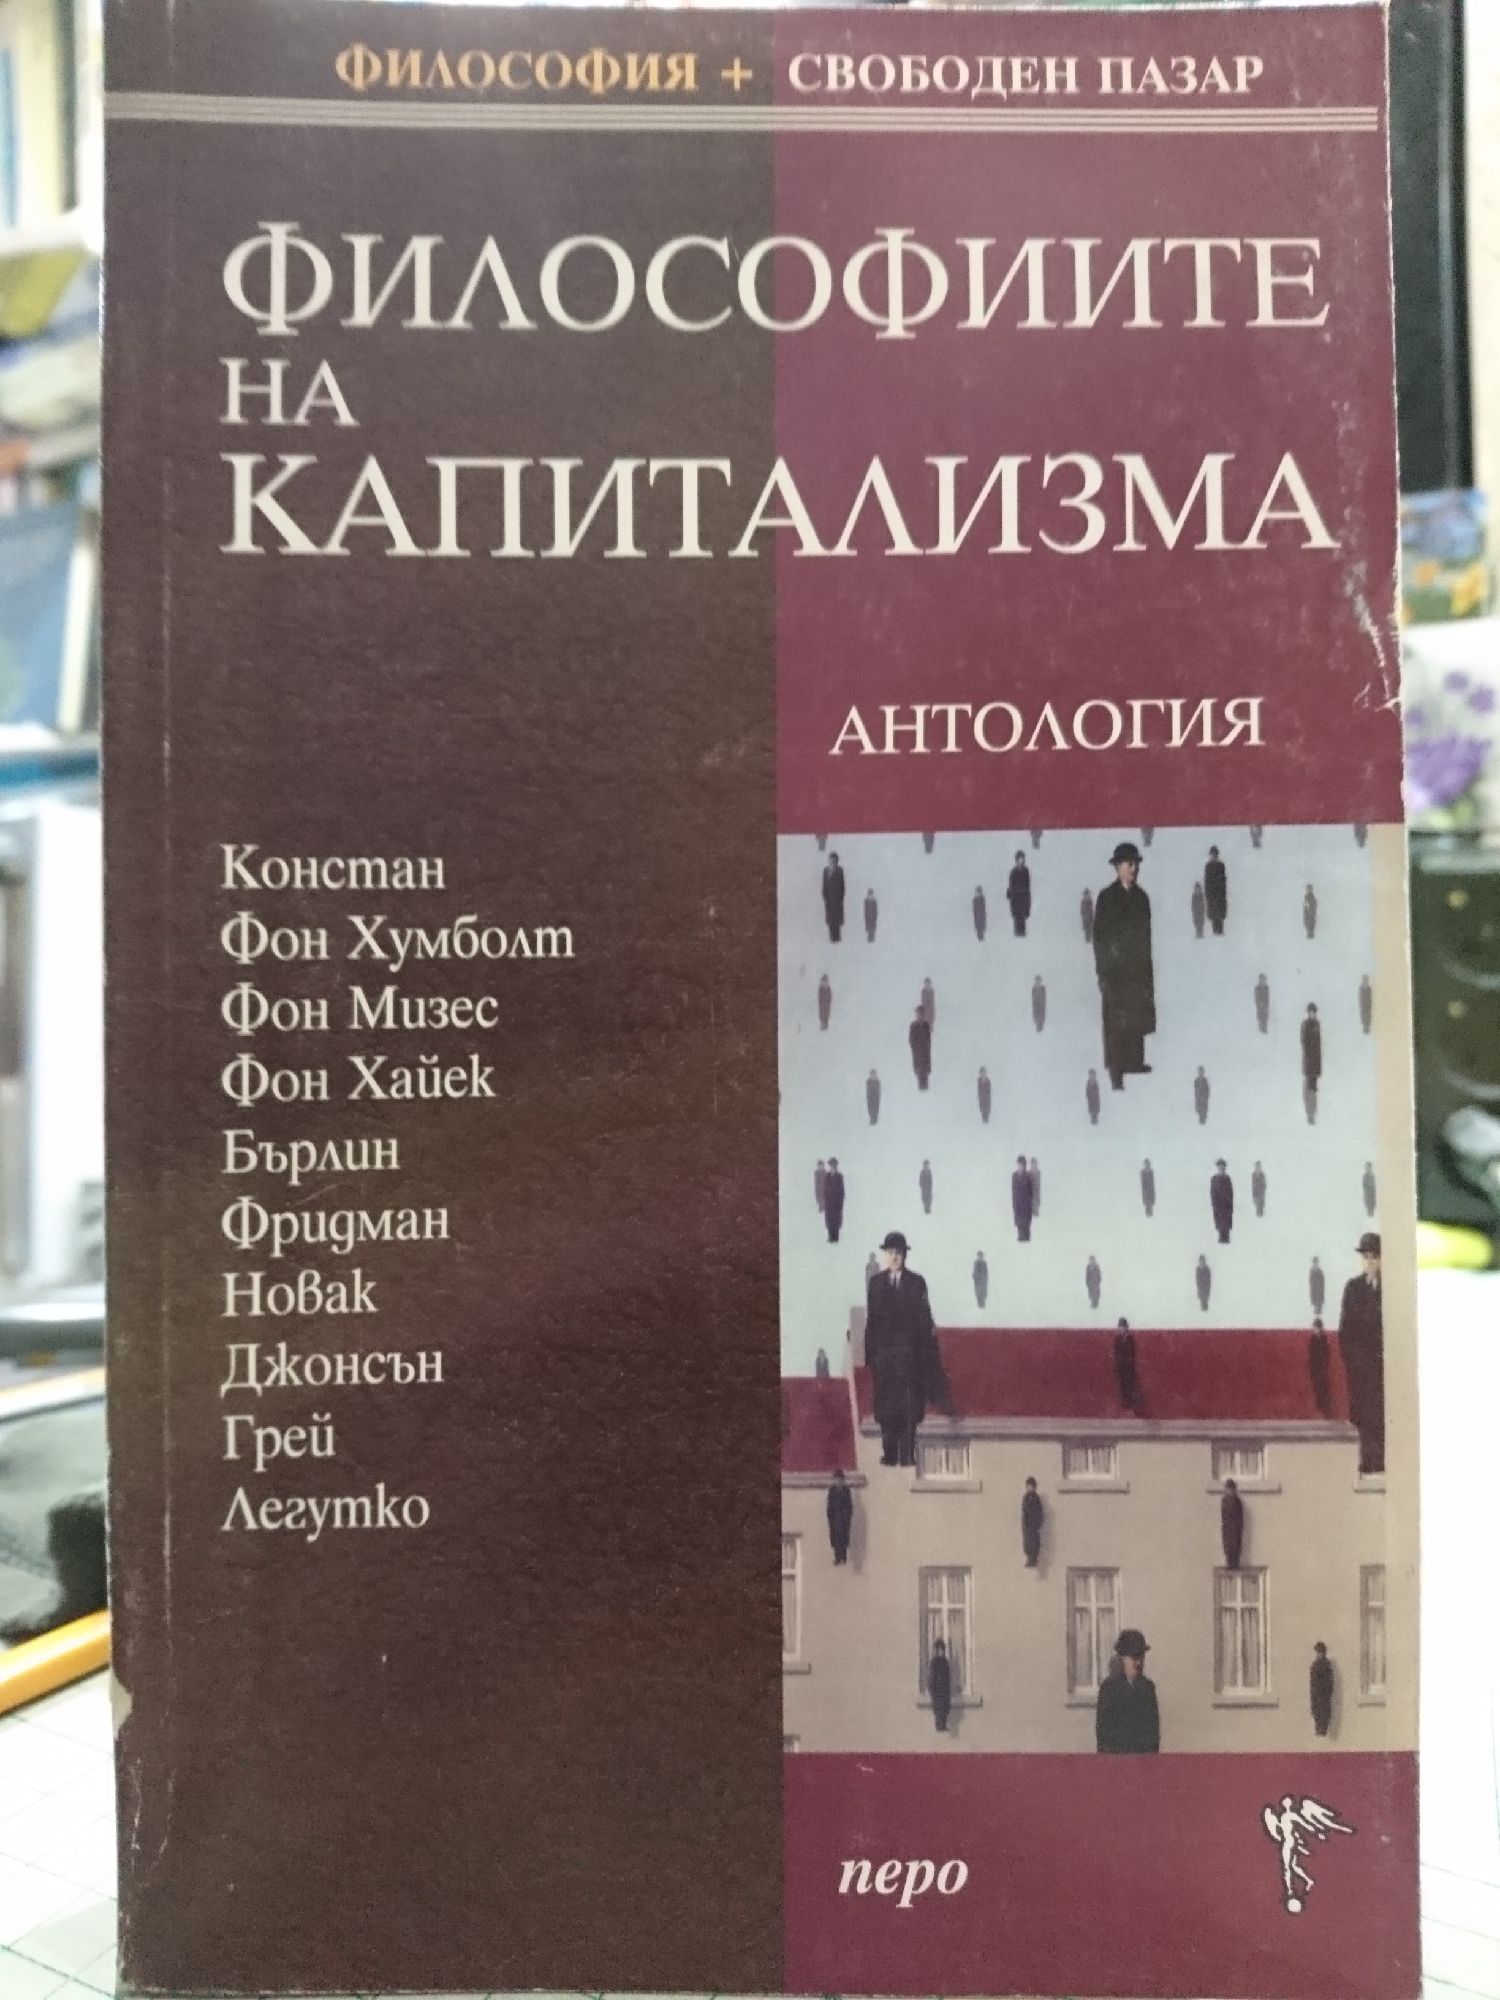 ФИЛОСОФИЯ + СВОБОДЕН ПАЗАР
ФИЛОСОФИИТЕ
НА
КАПИТАЛИЗМА
АНТОЛОГИЯ
Констан
Фон Хумболт
Фон Мизес
Фон Хайек
Бърлин
Фридман
Новак
Джонсън
Грей
Легутко
перо